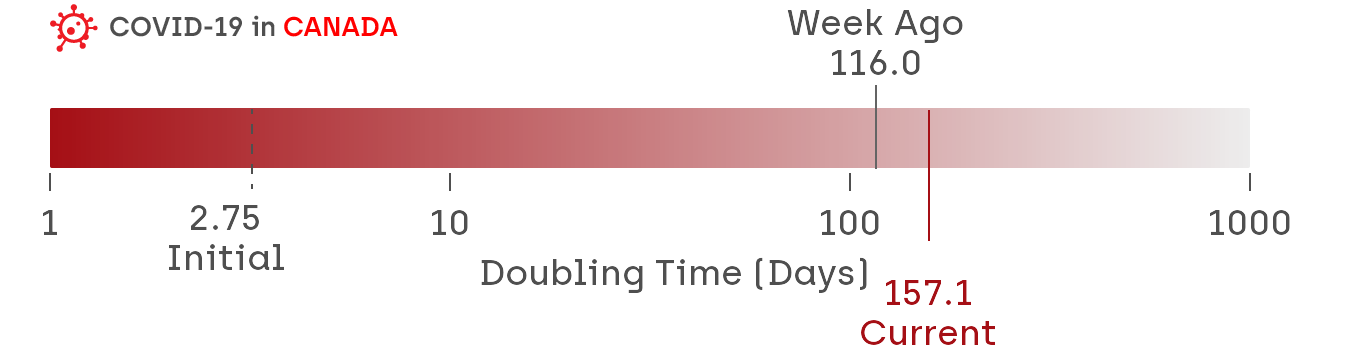 COVID-19 in CANADA
Week Ago
116.0
1
10
100
1000
2.75
Initial
Doubling Time (Days)
157.1
Current